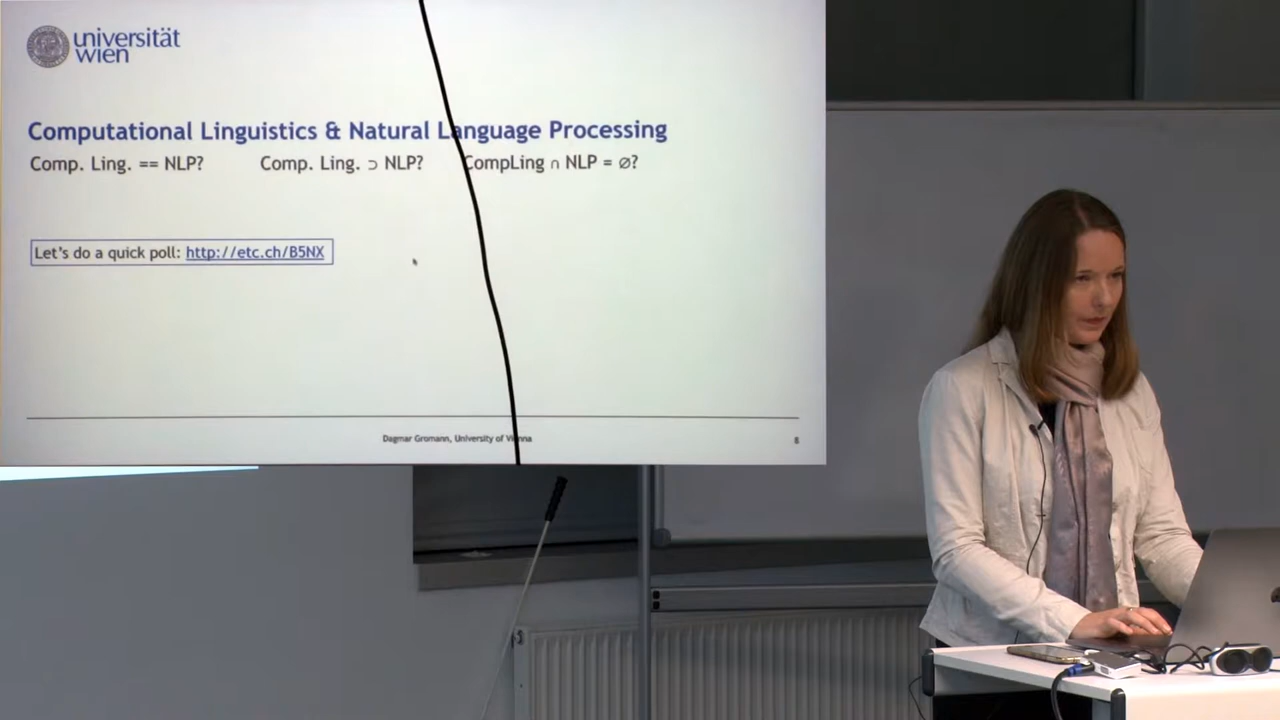 universität
wien
Computational Linguistics & Natural Language Processing
Comp. Ling. == NLP? Comp. Ling. ⊃ NLP? CompLing ∩ NLP = ∅?
Let's do a quick poll: http://etc.ch/B5NX
Dagmar Gromann, University of Vienna 8